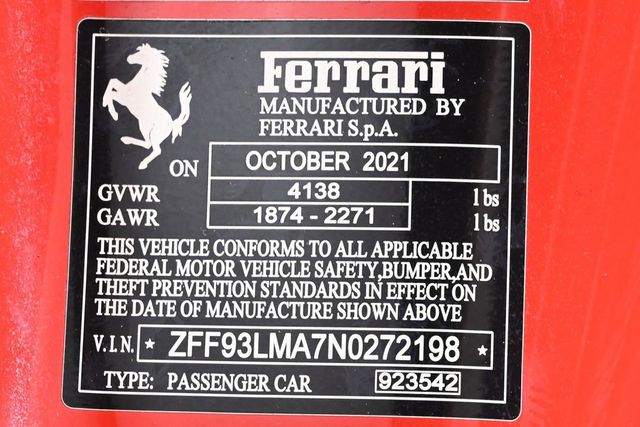 Ferrari
MANUFACTURED BY
FERRARI S.p.A.
ON OCTOBER 2021
GVWR 4138 lbs
GAWR 1874 - 2271 lbs
THIS VEHICLE CONFORMS TO ALL APPLICABLE
FEDERAL MOTOR VEHICLE SAFETY,BUMPER,AND
THEFT PREVENTION STANDARDS IN EFFECT ON
THE DATE OF MANUFACTURE SHOWN ABOVE
V.I.N. * ZFF93LMA7N0272198 *
TYPE: PASSENGER CAR 923542